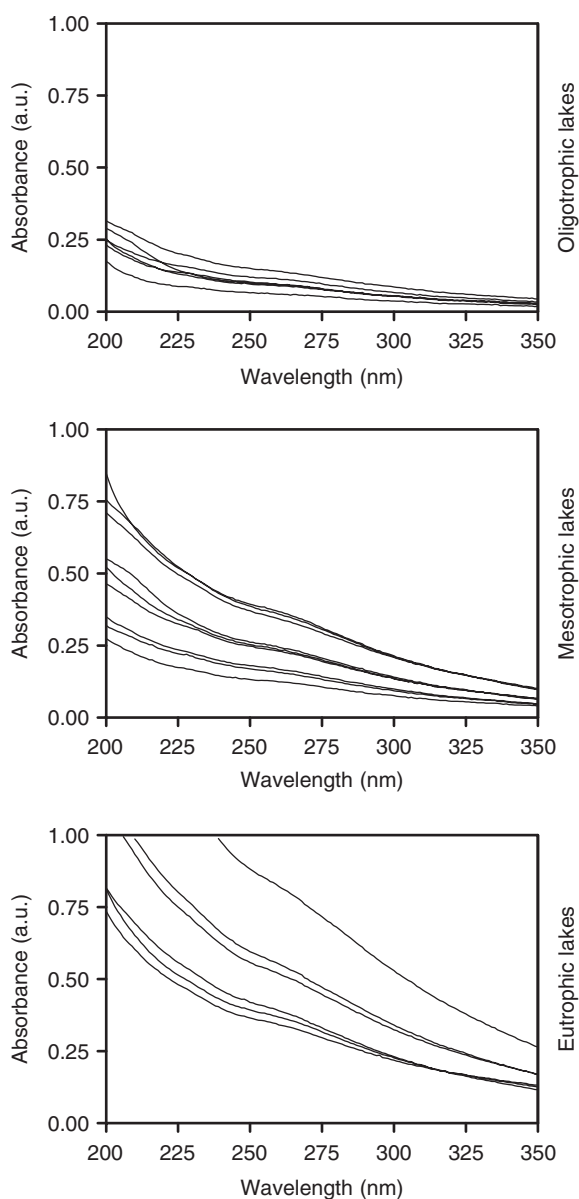 1.00
0.75
0.50
0.25
0.00
Absorbance (a.u.)
Oligotrophic lakes
200 225 250 275 300 325 350
Wavelength (nm)
1.00
0.75
0.50
0.25
0.00
Absorbance (a.u.)
Mesotrophic lakes
200 225 250 275 300 325 350
Wavelength (nm)
1.00
0.75
0.50
0.25
0.00
Absorbance (a.u.)
Eutrophic lakes
200 225 250 275 300 325 350
Wavelength (nm)